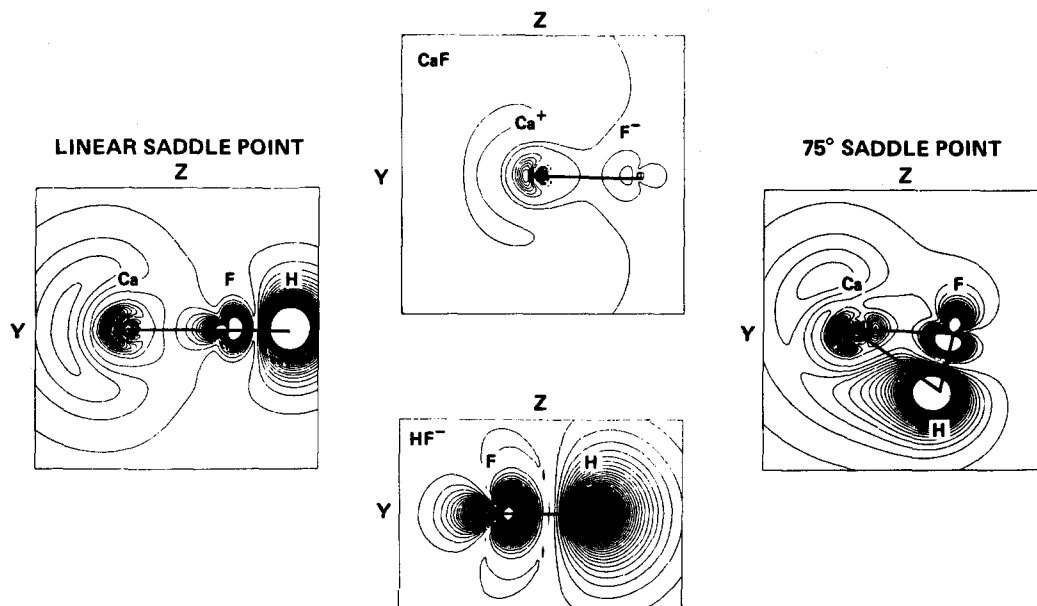 Z
CaF
Ca+
F−
Y
LINEAR SADDLE POINT
Z
Ca
F
H
Y
75° SADDLE POINT
Z
Ca
F
H
Y
Z
HF−
F
H
Y